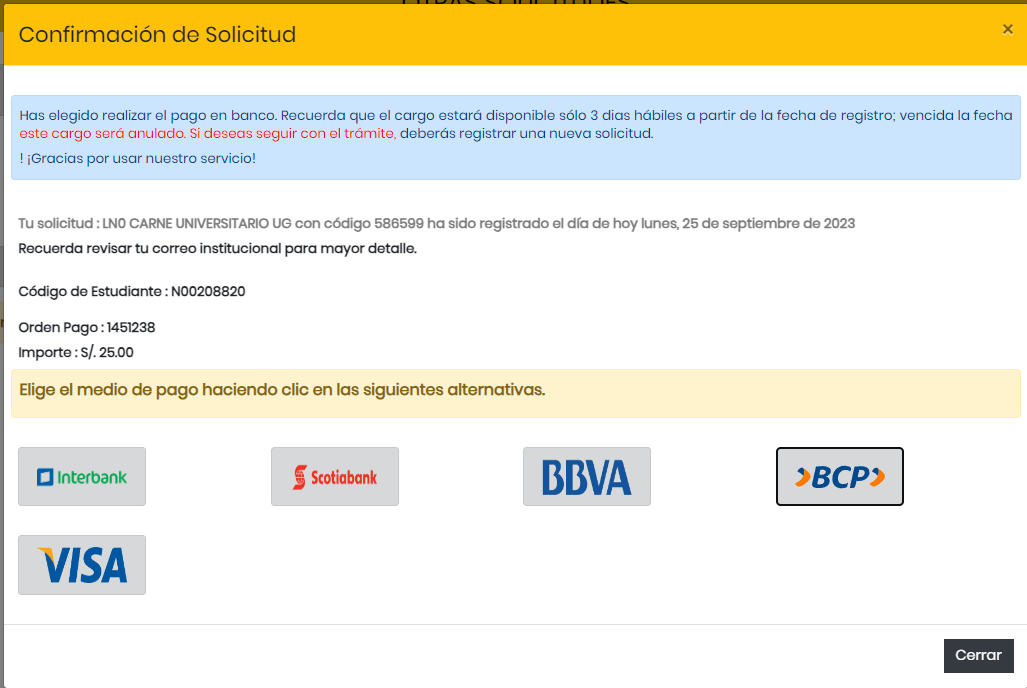 Confirmación de Solicitud
×
Has elegido realizar el pago en banco. Recuerda que el cargo estará disponible sólo 3 dias hábiles a partir de la fecha de registro; vencida la fecha
este cargo será anulado. Si deseas seguir con el trámite, deberás registrar una nueva solicitud.
! ¡Gracias por usar nuestro servicio!
Tu solicitud : LN0 CARNE UNIVERSITARIO UG con código 586599 ha sido registrado el día de hoy lunes, 25 de septiembre de 2023
Recuerda revisar tu correo institucional para mayor detalle.
Código de Estudiante : N00208820
Orden Pago : 1451238
Importe : S/. 25.00
Elige el medio de pago haciendo clic en las siguientes alternativas.
Interbank
Scotiabank
BBVA
BCP
VISA
Cerrar